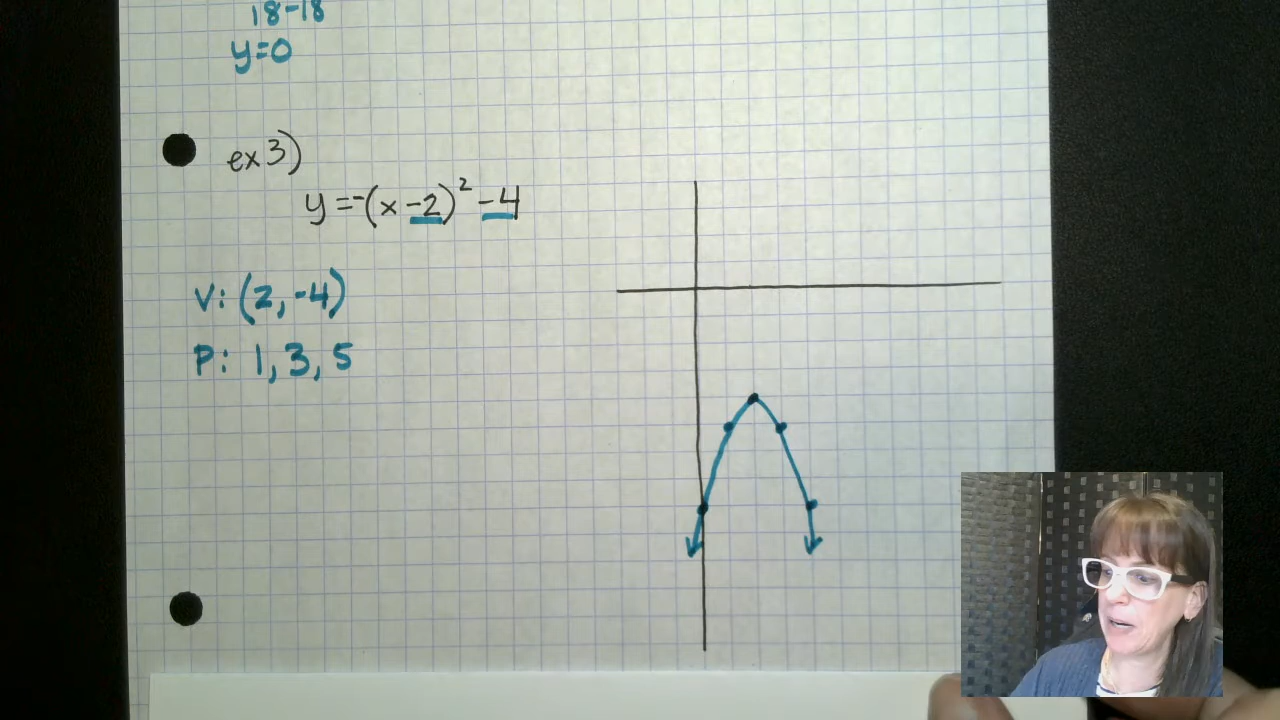 18-18
y=0
ex 3)
y=-(x-2)² -4
V: (2, -4)
P: 1, 3, 5